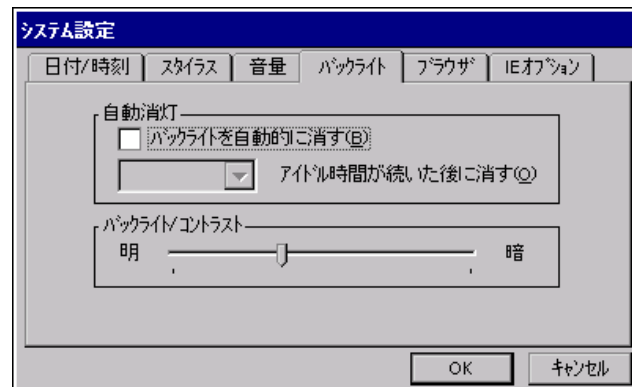 システム設定
日付/時刻 スタイラス 音量 バックライト ブラウザ IEオプション
自動消灯
バックライトを自動的に消す(B)
アイドル時間が続いた後に消す(O)
バックライト/コントラスト
明 暗
OK キャンセル